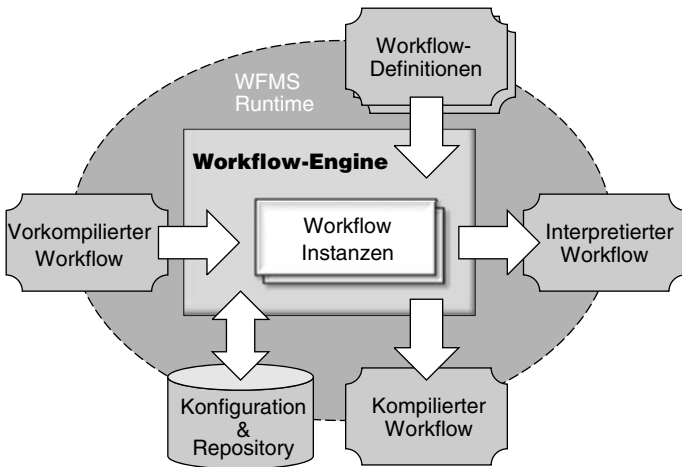 Workflow-
Definitionen
WFMS
Runtime
Workflow-Engine
Vorkompilierter
Workflow
Workflow
Instanzen
Interpretierter
Workflow
Konfiguration
&
Repository
Kompilierter
Workflow